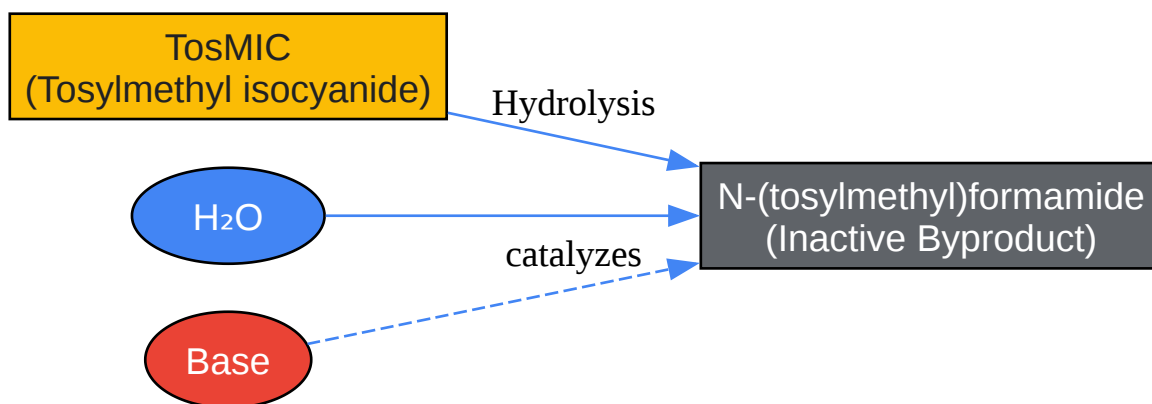 TosMIC
(Tosylmethyl isocyanide)
Hydrolysis
H₂O
N-(tosylmethyl)formamide
(Inactive Byproduct)
catalyzes
Base